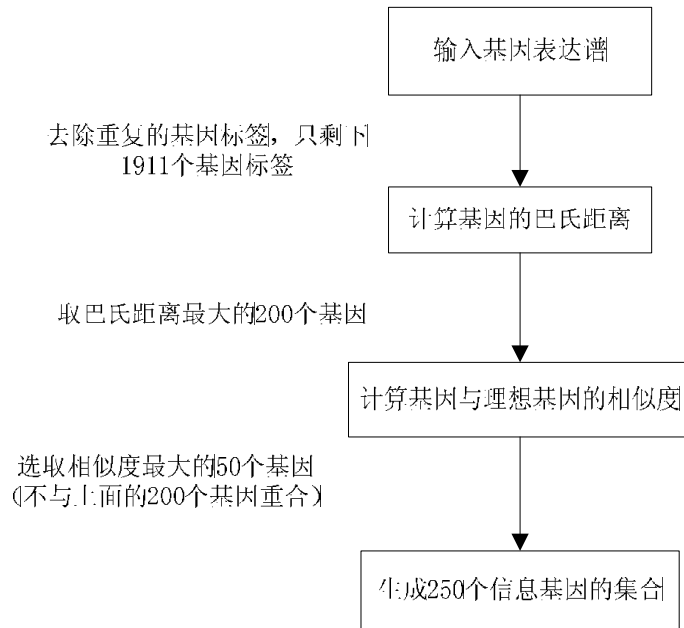 输入基因表达谱
去除重复的基因标签，只剩下
1911个基因标签
计算基因的巴氏距离
取巴氏距离最大的200个基因
计算基因与理想基因的相似度
选取相似度最大的50个基因
（不与上面的200个基因重合）
生成250个信息基因的集合